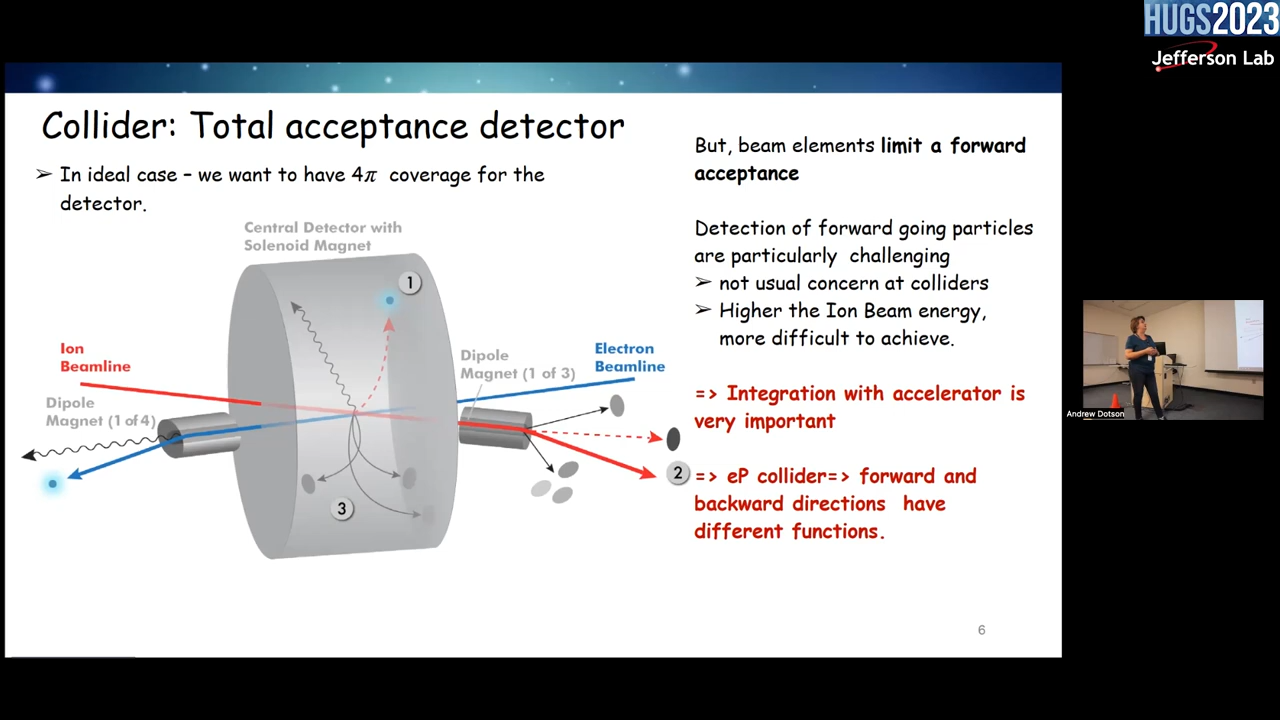 HUGS2023
Jefferson Lab
Collider: Total acceptance detector
➢ In ideal case – we want to have 4π coverage for the
detector.
Central Detector with
Solenoid Magnet
1
Ion
Beamline
Dipole
Magnet (1 of 4)
Dipole
Magnet (1 of 3)
Electron
Beamline
2
3
But, beam elements limit a forward
acceptance
Detection of forward going particles
are particularly challenging
➢ not usual concern at colliders
➢ Higher the Ion Beam energy,
more difficult to achieve.
=> Integration with accelerator is
very important
=> eP collider=> forward and
backward directions have
different functions.
6
Andrew Dotson